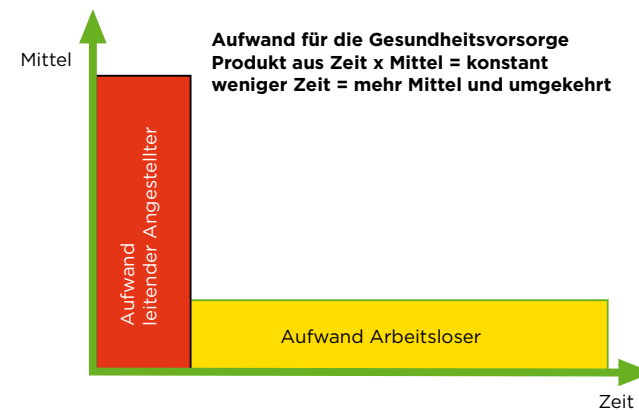 Mittel
Aufwand für die Gesundheitsvorsorge
Produkt aus Zeit x Mittel = konstant
weniger Zeit = mehr Mittel und umgekehrt
Aufwand
leitender Angestellter
Aufwand Arbeitsloser
Zeit